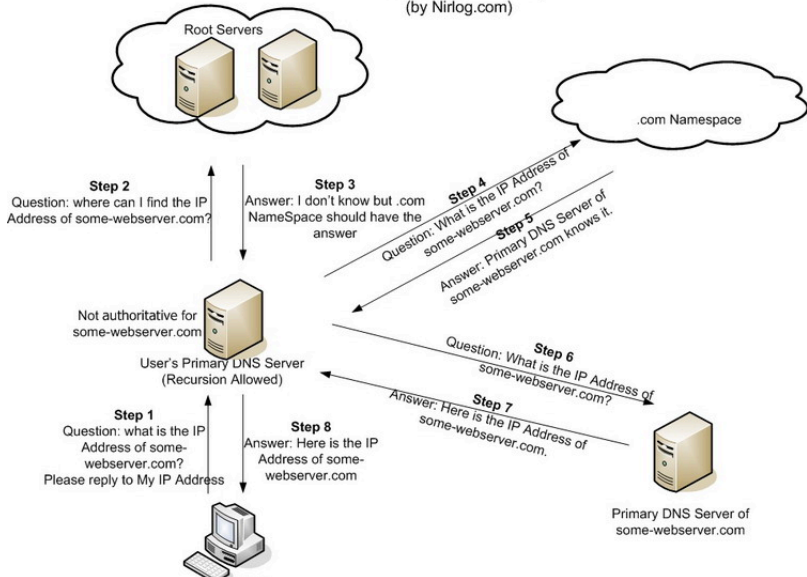 (by Nirlog.com)
Root Servers
.com Namespace
Step 2
Question: where can I find the IP
Address of some-webserver.com?
Step 3
Answer: I don't know but .com
NameSpace should have the
answer
Step 4
Question: What is the IP Address of
some-webserver.com?
Step 5
Answer: Primary DNS Server of
some-webserver.com knows it.
Not authoritative for
some-webserver.com
User's Primary DNS Server
(Recursion Allowed)
Step 6
Question: What is the IP Address of
some-webserver.com?
Step 7
Answer: Here is the IP Address of
some-webserver.com.
Step 1
Question: what is the IP
Address of some-
webserver.com?
Please reply to My IP Address
Step 8
Answer: Here is the IP
Address of some-
webserver.com
Primary DNS Server of
some-webserver.com